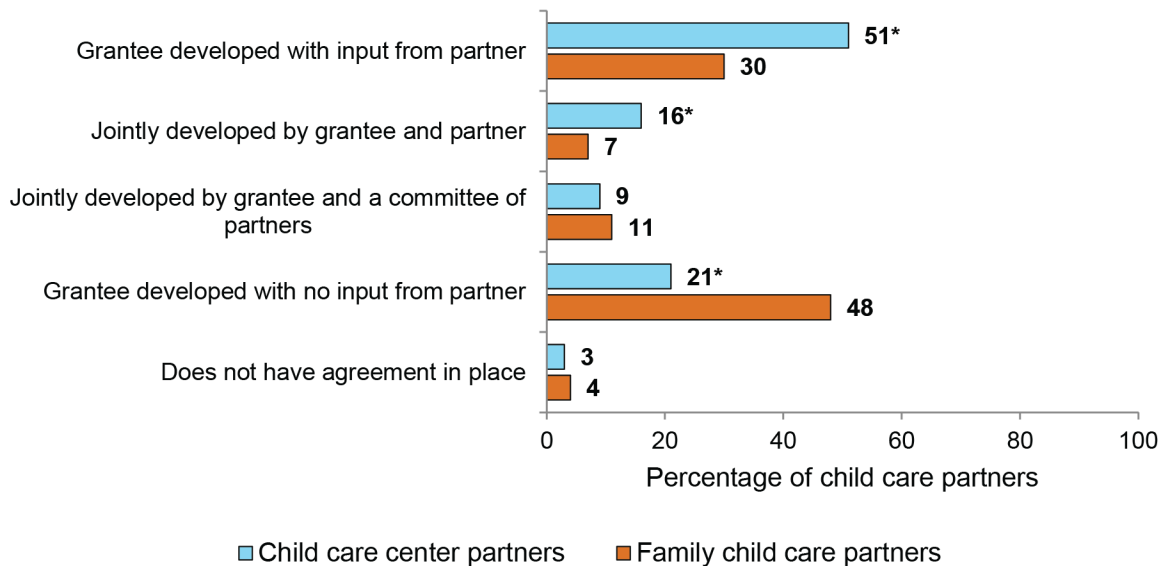 Grantee developed with input from partner
51*
30
Jointly developed by grantee and partner
16*
7
Jointly developed by grantee and a committee of
partners
9
11
Grantee developed with no input from partner
21*
48
Does not have agreement in place
3
4
0 20 40 60 80 100
Percentage of child care partners
Child care center partners Family child care partners